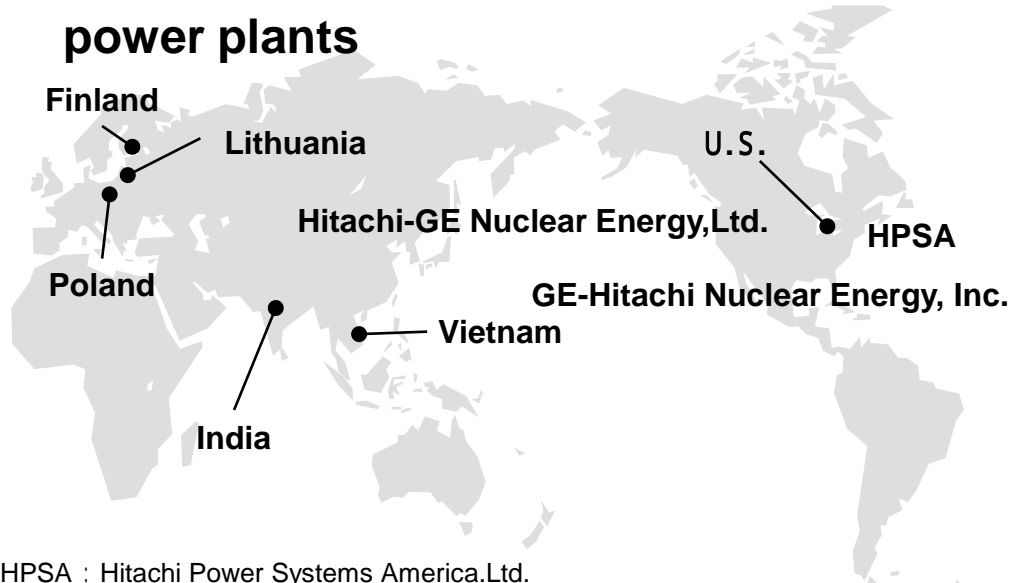 power plants
Finland
Lithuania
U.S.
Hitachi-GE Nuclear Energy,Ltd.
HPSA
Poland
GE-Hitachi Nuclear Energy, Inc.
Vietnam
India
HPSA：Hitachi Power Systems America.Ltd.